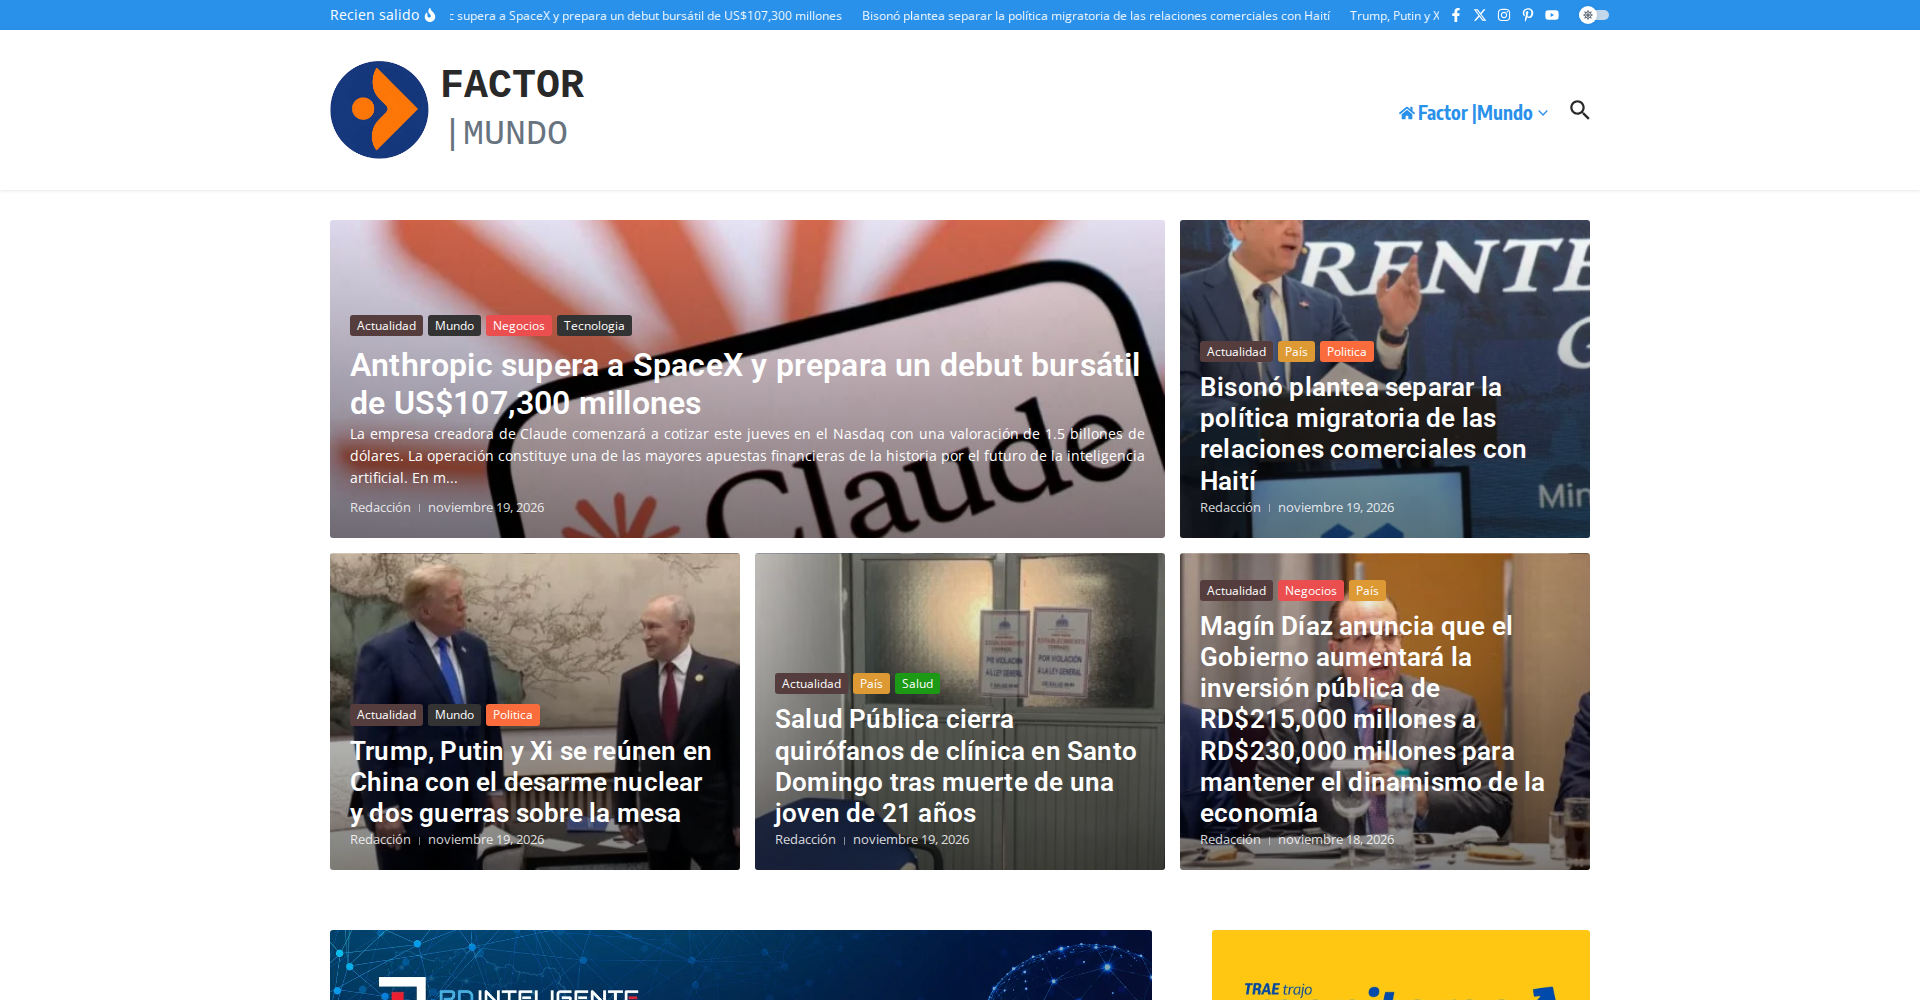 Recien salido
supera a SpaceX y prepara un debut bursátil de US$107,300 millones
Bisonó plantea separar la política migratoria de las relaciones comerciales con Haití
Trump, Putin y X
FACTOR
|MUNDO
Factor |Mundo
Actualidad
Mundo
Negocios
Tecnologia
Anthropic supera a SpaceX y prepara un debut bursátil
de US$107,300 millones
La empresa creadora de Claude comenzará a cotizar este jueves en el Nasdaq con una valoración de 1.5 billones de
dólares. La operación constituye una de las mayores apuestas financieras de la historia por el futuro de la inteligencia
artificial. En m...
Redacción
noviembre 19, 2026
Claude
RENTE
G
Min
Actualidad
País
Politica
Bisonó plantea separar la
política migratoria de las
relaciones comerciales con
Haití
Redacción
noviembre 19, 2026
Actualidad
Mundo
Politica
Trump, Putin y Xi se reúnen en
China con el desarme nuclear
y dos guerras sobre la mesa
Redacción
noviembre 19, 2026
ESTABLECIMIENTO
CERRADO
POR VIOLACIÓN
A LA LEY GENERAL
Actualidad
País
Salud
Salud Pública cierra
quirófanos de clínica en Santo
Domingo tras muerte de una
joven de 21 años
Redacción
noviembre 19, 2026
Actualidad
Negocios
País
Magín Díaz anuncia que el
Gobierno aumentará la
inversión pública de
RD$215,000 millones a
RD$230,000 millones para
mantener el dinamismo de la
economía
Redacción
noviembre 18, 2026
RDINTELIGENTE
TRAE trajo